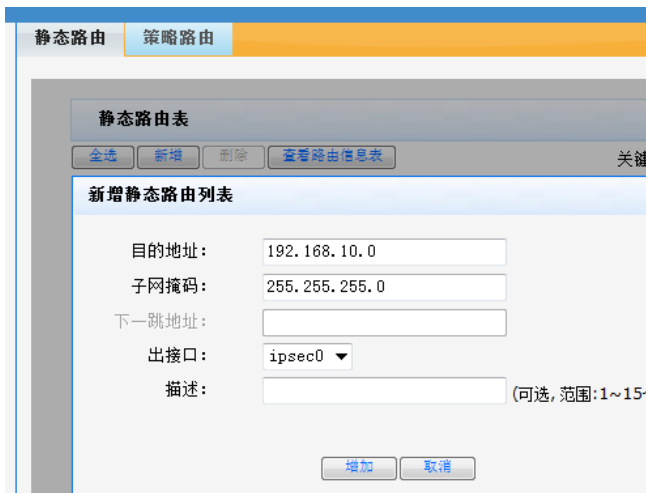 静态路由 策略路由
静态路由表
全选 新增 删除 查看路由信息表 关键
新增静态路由列表
目的地址: 192.168.10.0
子网掩码: 255.255.255.0
下一跳地址:
出接口: ipsec0
描述: (可选,范围:1~15
增加 取消